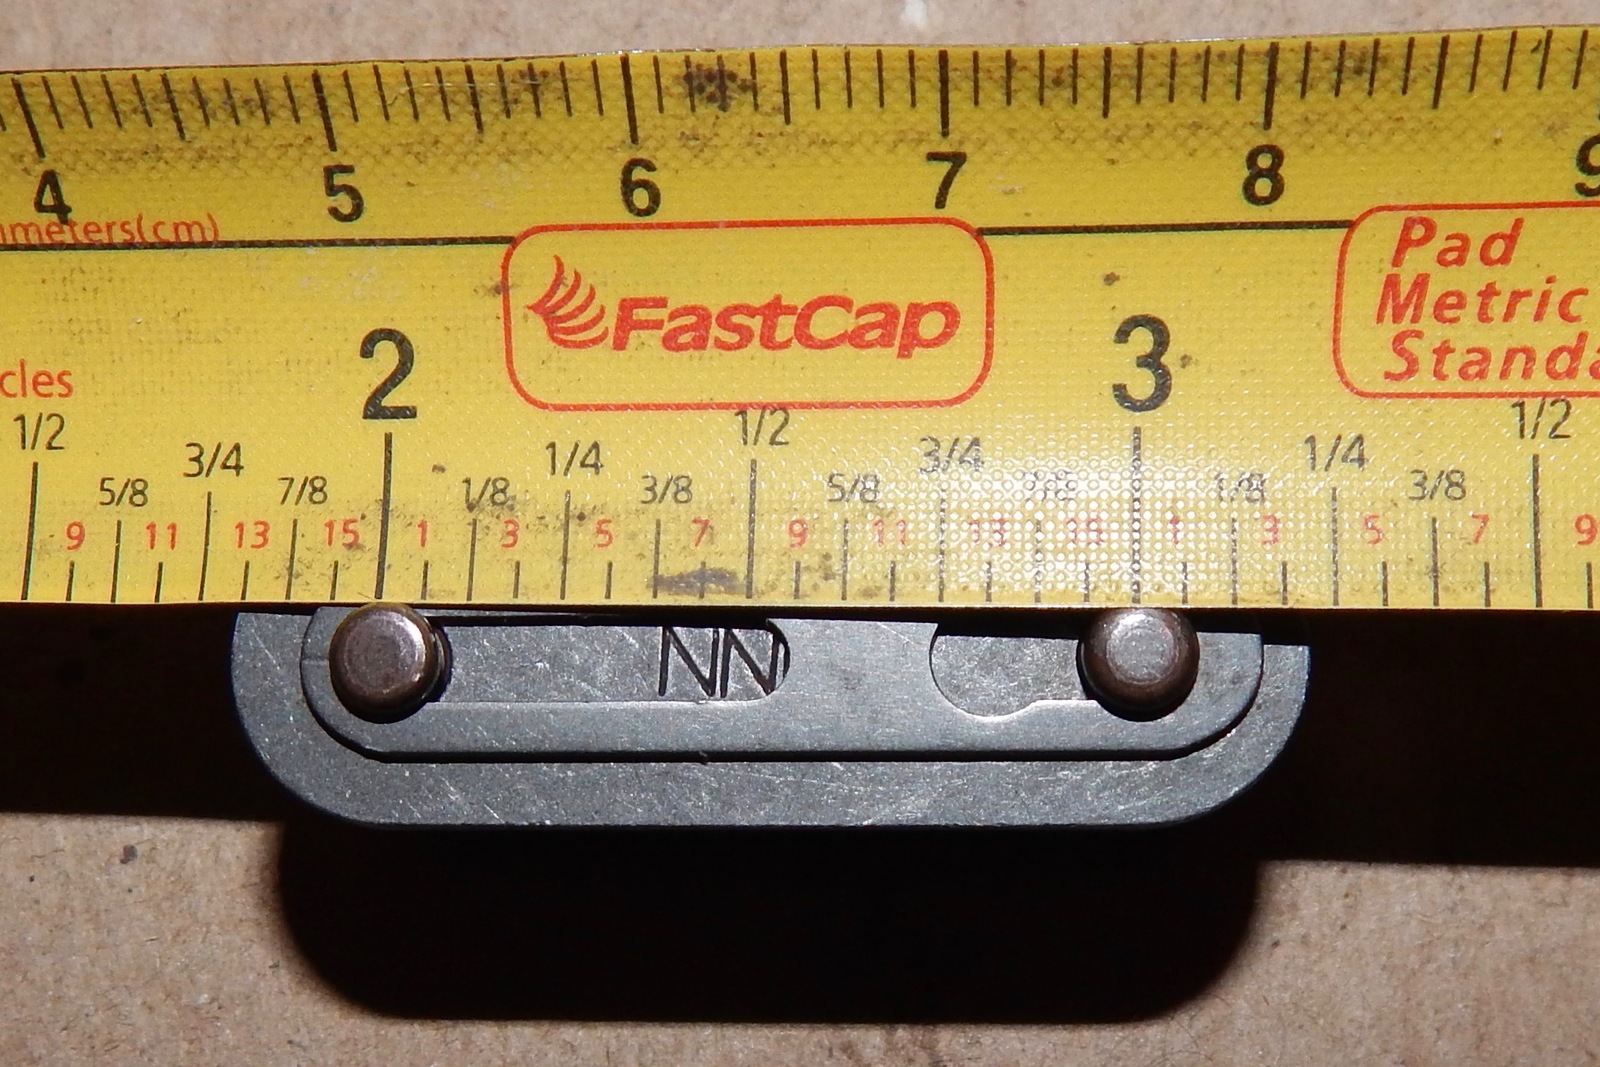 4 5 6 7 8 9
imeters(cm)
FastCap
Pad
Metric
Standa
2 3
cles
1/2 3/4 1/4 1/2 3/4 1/4 1/2
5/8 7/8 1/8 3/8 5/8 7/8 1/8 3/8
9 11 13 15 1 3 5 7 9 11 13 15 1 3 5 7 9
NN